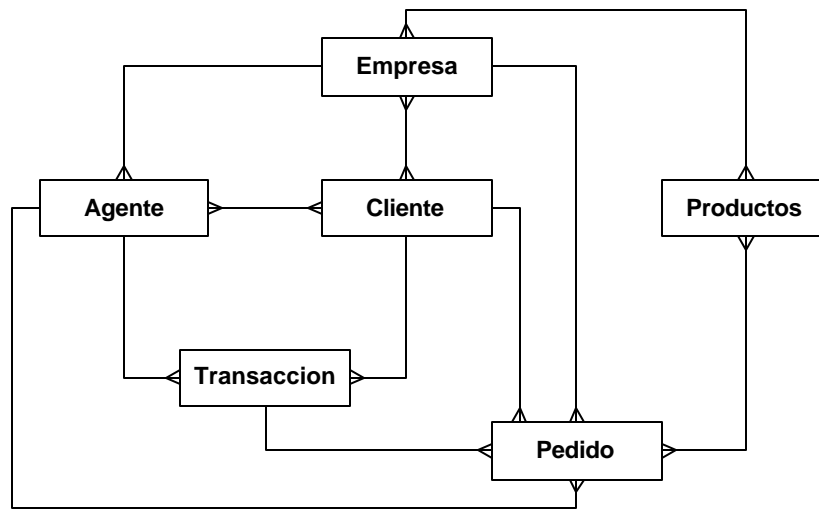 Empresa
Agente
Cliente
Productos
Transaccion
Pedido